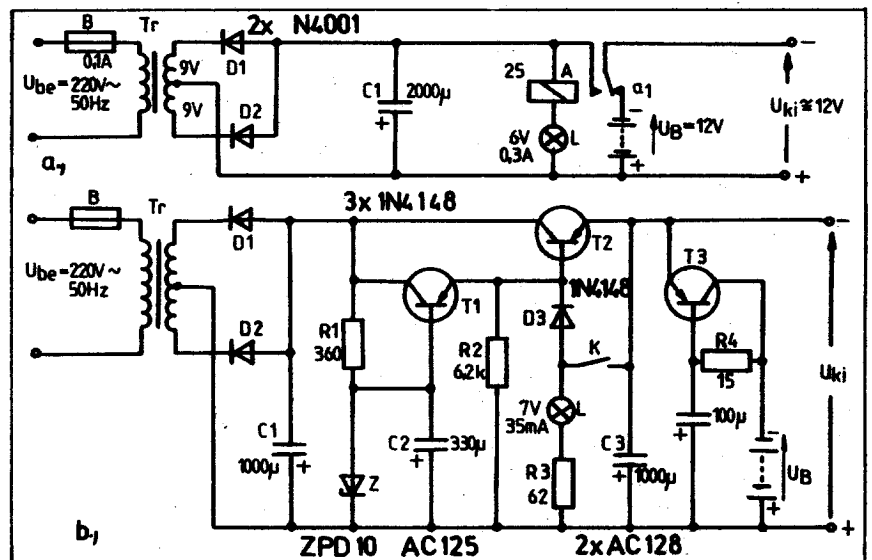 B
Tr
2x N4001
0,1A
9V
D1
25
A
a1
−
Ube=220V~
50Hz
9V
D2
C1
2000µ
+
6V
0,3A
L
−
+
UB=12V
Uki≅12V
a.,
+
B
Tr
3x 1N4148
D1
T2
−
Ube=220V~
50Hz
T1
1N4148
T3
D2
R1
360
R2
6,2k
D3
K
R4
15
Uki
C1
1000µ
+
C2
330µ
+
7V
35mA
L
C3
1000µ
+
100µ
+
−
+
UB
Z
R3
62
b.,
ZPD10
AC125
2xAC128
+